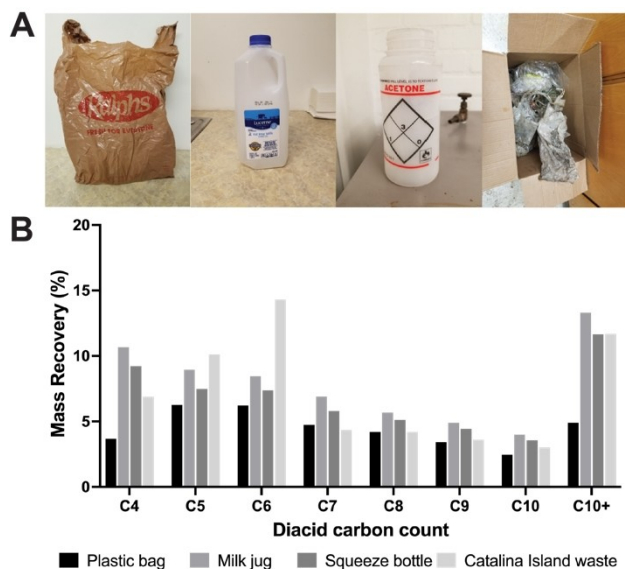 A
Ralphs
ACETONE
3
B
Mass Recovery (%)
20
15
10
5
0
C4 C5 C6 C7 C8 C9 C10 C10+
Diacid carbon count
Plastic bag Milk jug Squeeze bottle Catalina Island waste